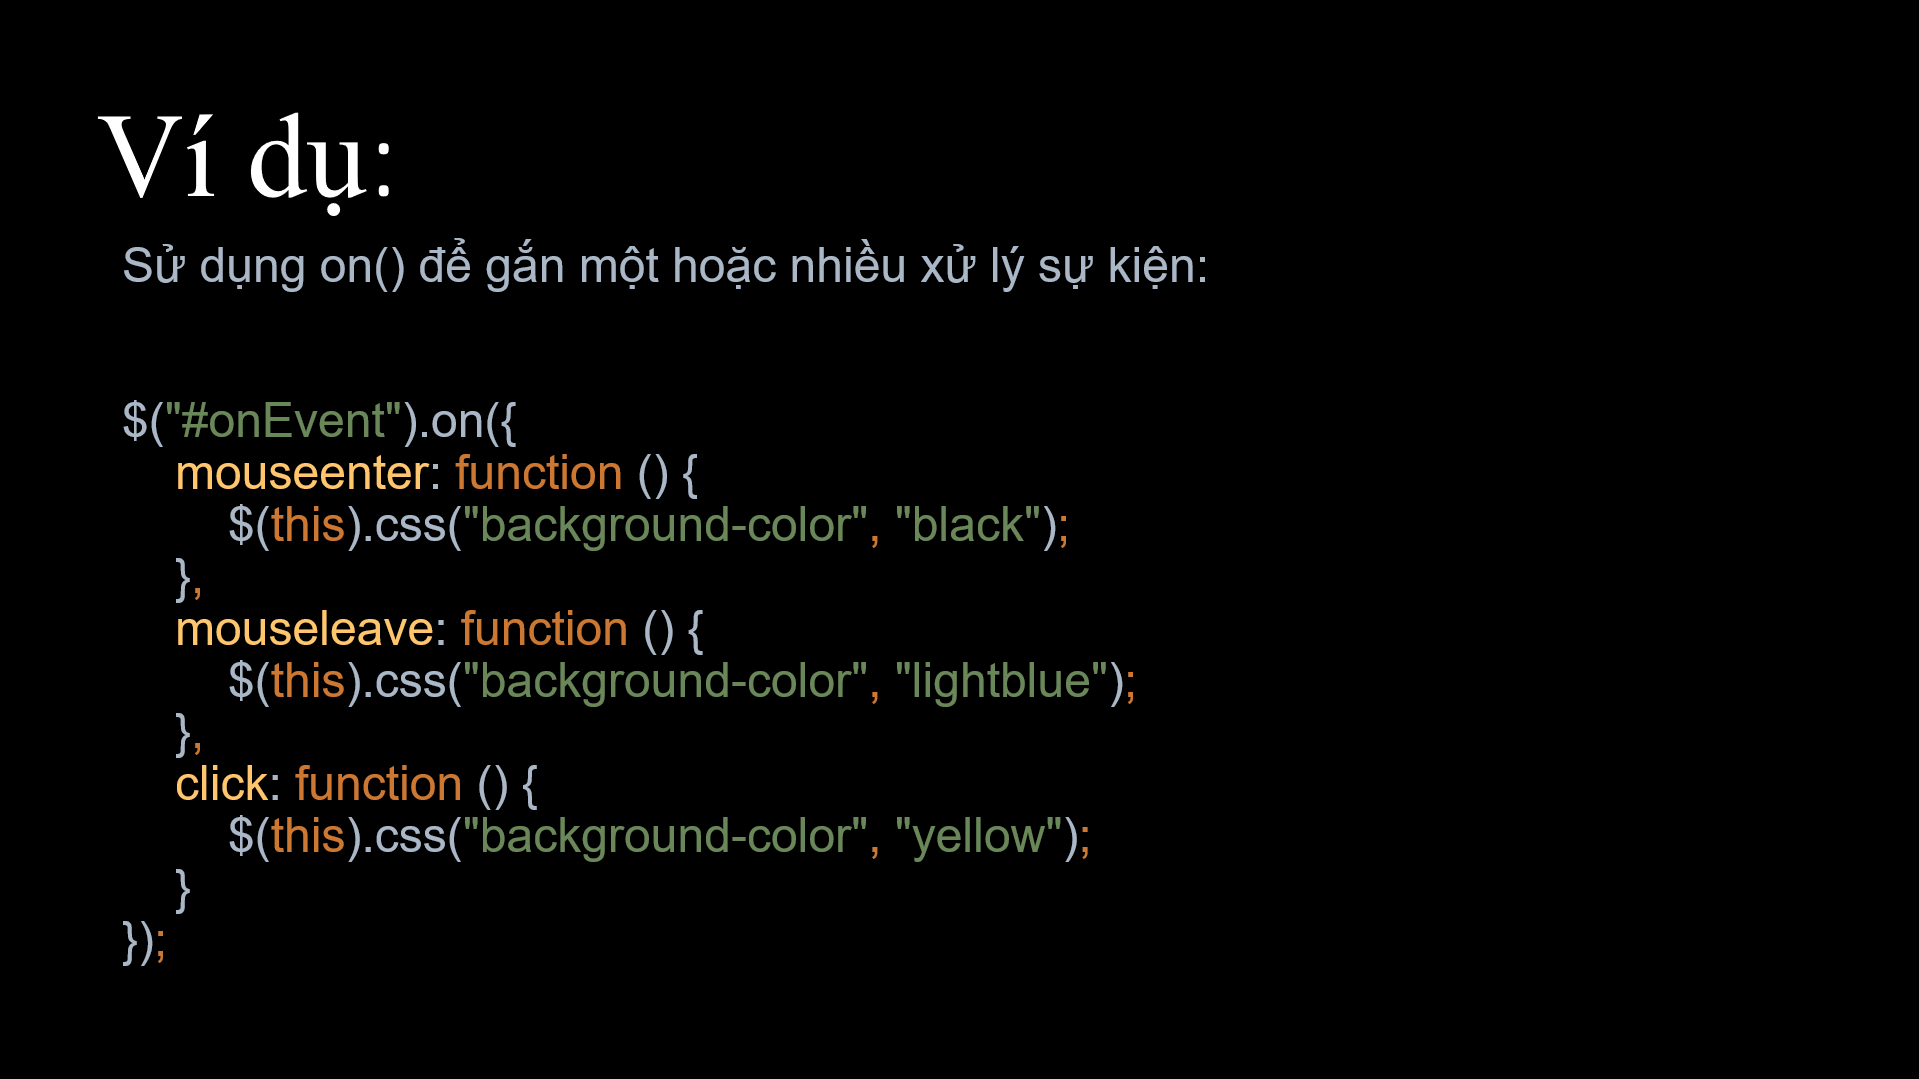 Ví dụ:
Sử dụng on() để gắn một hoặc nhiều xử lý sự kiện:
$("#onEvent").on({
mouseenter: function () {
$(this).css("background-color", "black");
},
mouseleave: function () {
$(this).css("background-color", "lightblue");
},
click: function () {
$(this).css("background-color", "yellow");
}
});